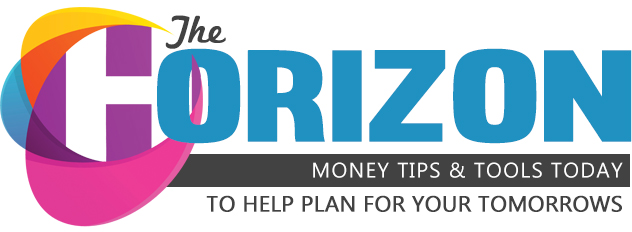 The
HORIZON
MONEY TIPS & TOOLS TODAY
TO HELP PLAN FOR YOUR TOMORROWS